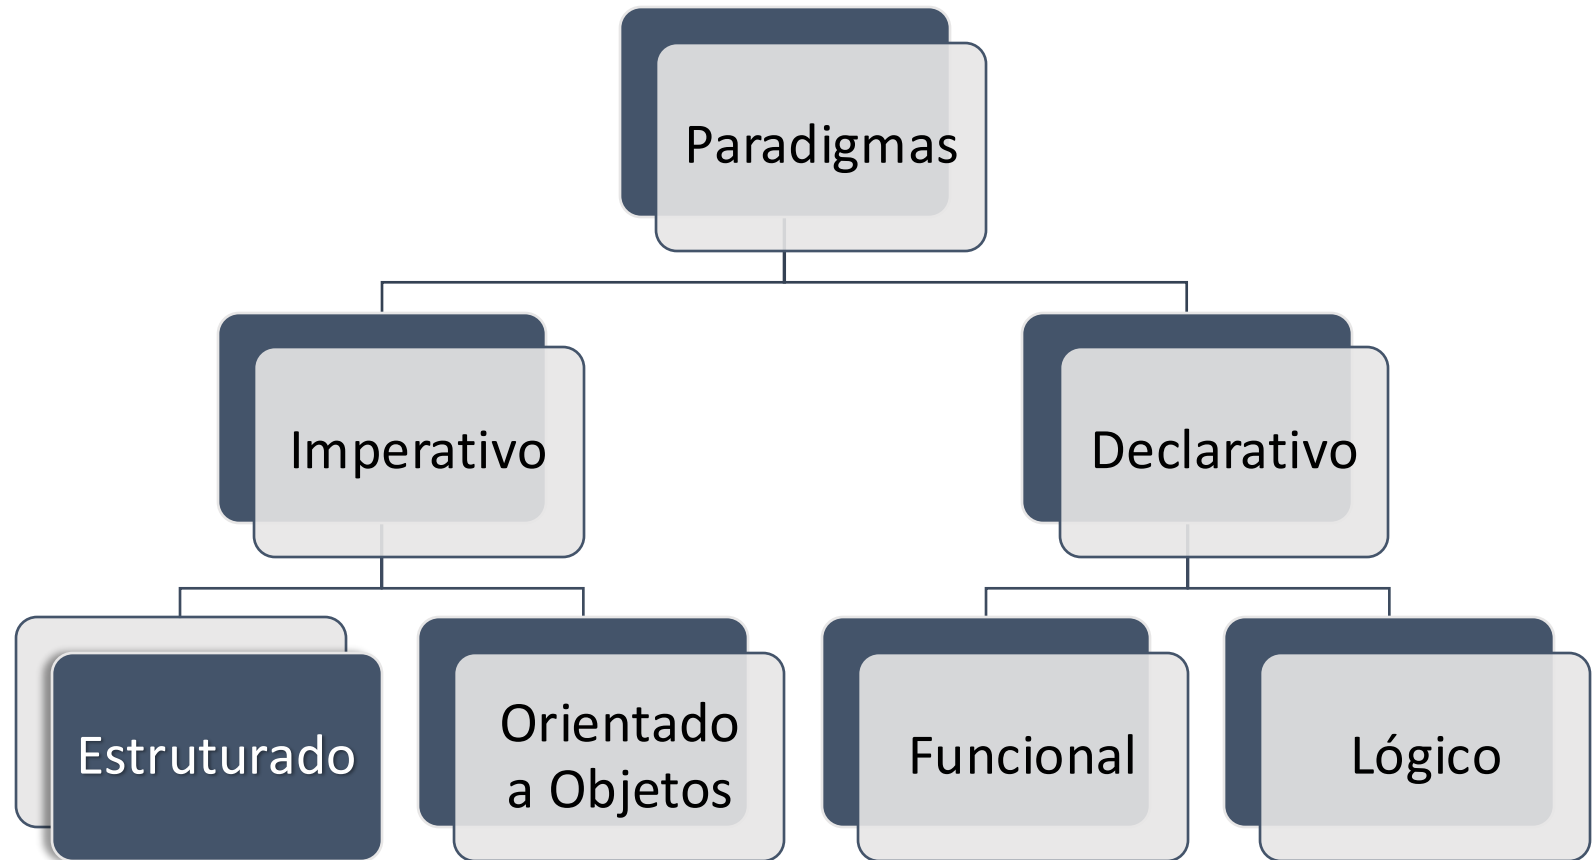 Paradigmas
Imperativo
Declarativo
Estruturado
Orientado
a Objetos
Funcional
Lógico